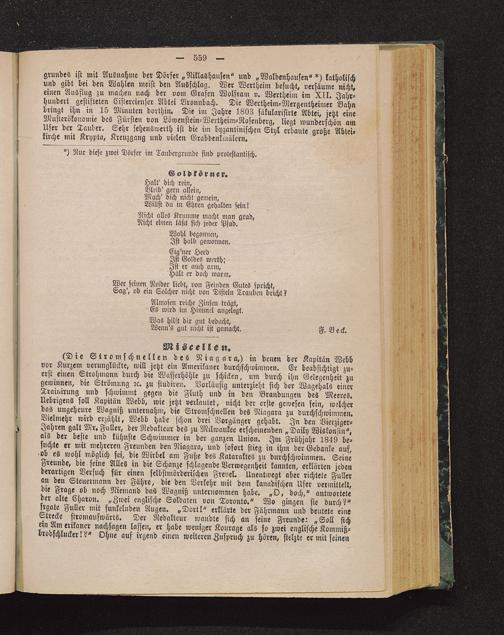 — 559 —
grundes ist mit Ausnahme der Dörfer „Niklashausen“ und „Waldenhausen“*) katholisch
und gibt bei den Wahlen meist den Ausschlag. Wer Wertheim besucht, versäume nicht,
einen Ausflug zu machen nach der vom Grafen Wolfram v. Wertheim im XII. Jahr-
hundert gestifteten Cistercienser Abtei Bronnbach. Die Wertheim-Mergentheimer Bahn
bringt ihn in 15 Minuten dorthin. Die im Jahre 1803 säkularisirte Abtei, jetzt eine
Musterökonomie des Fürsten von Löwenstein-Wertheim-Rosenberg, liegt wunderschön am
Ufer der Tauber. Sehr sehenswerth ist die im byzantinischen Styl erbaute große Abtei-
kirche mit Krypta, Kreuzgang und vielen Grabdenkmälern.
*) Nur diese zwei Dörfer im Taubergrunde sind protestantisch.
Goldkörner.
Halt' dich rein,
Bleib' gern allein,
Mach' dich nicht gemein,
Willst du in Ehren gehalten sein!
Nicht alles Krumme macht man grad,
Nicht einen läßt sich jeder Pfad.
Wohl begonnen,
Ist halb gewonnen.
Eig'ner Herd
Ist Goldes werth;
Ist er auch arm,
Halt er doch warm.
Wer seinen Neider liebt, von Feinden Gutes spricht,
Sag', ob ein Solcher nicht von Disteln Trauben bricht?
Almosen reiche Zinsen trägt,
Es wird im Himmel angelegt.
Was hilfst dir gut bedacht,
Wenn's gut nicht ist gemacht.
F. Beck.
Miscellen.
(Die Stromschnellen des Niagara,) in denen der Kapitän Webb
vor Kurzem verunglückte, will jetzt ein Amerikaner durchschwimmen. Er beabsichtigt zu-
erst einen Strohmann durch die Wasserhölle zu schicken, um durch ihn Gelegenheit zu
gewinnen, die Strömung ꝛc. zu studiren. Vorläufig unterzieht sich der Wagehals einer
Trainirung und schwimmt gegen die Fluth und in den Brandungen des Meeres.
Uebrigens soll Kapitän Webb, wie jetzt verlautet, nicht der erste gewesen sein, welcher
das ungeheure Wagniß unternahm, die Stromschnellen des Niagara zu durchschwimmen.
Vielmehr wird erzählt, Webb habe schon drei Vorgänger gehabt. In den Vierziger-
Jahren galt Mr. Fuller, der Redakteur des zu Milwaukee erscheinenden „Daily Wiskonsin“,
als der beste und kühnste Schwimmer in der ganzen Union. Im Frühjahr 1849 be-
suchte er mit mehreren Freunden den Niagara, und sofort stieg in ihm der Gedanke auf,
ob es wohl möglich sei, die Wirbel am Fuße des Kataraktes zu durchschwimmen. Seine
Freunde, die seine Alles in die Schanze schlagende Verwegenheit kannten, erklärten jeden
derartigen Versuch für einen selbstmörderischen Frevel. Unentwegt aber richtete Fuller
an den Steuermann der Fähre, die den Verkehr mit dem kanadischen Ufer vermittelt,
die Frage ob noch Niemand das Wagniß unternommen habe. „O, doch,“ antwortete
der alte Charon. „Zwei englische Soldaten von Toronto.“ Wo gingen sie durch?“
frgate Fuller mit funkelnden Augen. „Dort!“ erklärte der Fährmann und deutete eine
Strecke stromaufwärts. Der Redakteur wandte sich an seine Freunde: „Soll sich
ein Am erikaner nachsagen lassen, er habe weniger Kourage als so zwei englische Kommiß-
brodschlucker!?“ Ohne auf irgend einen weiteren Zuspruch zu hören, stelzte er mit seinen